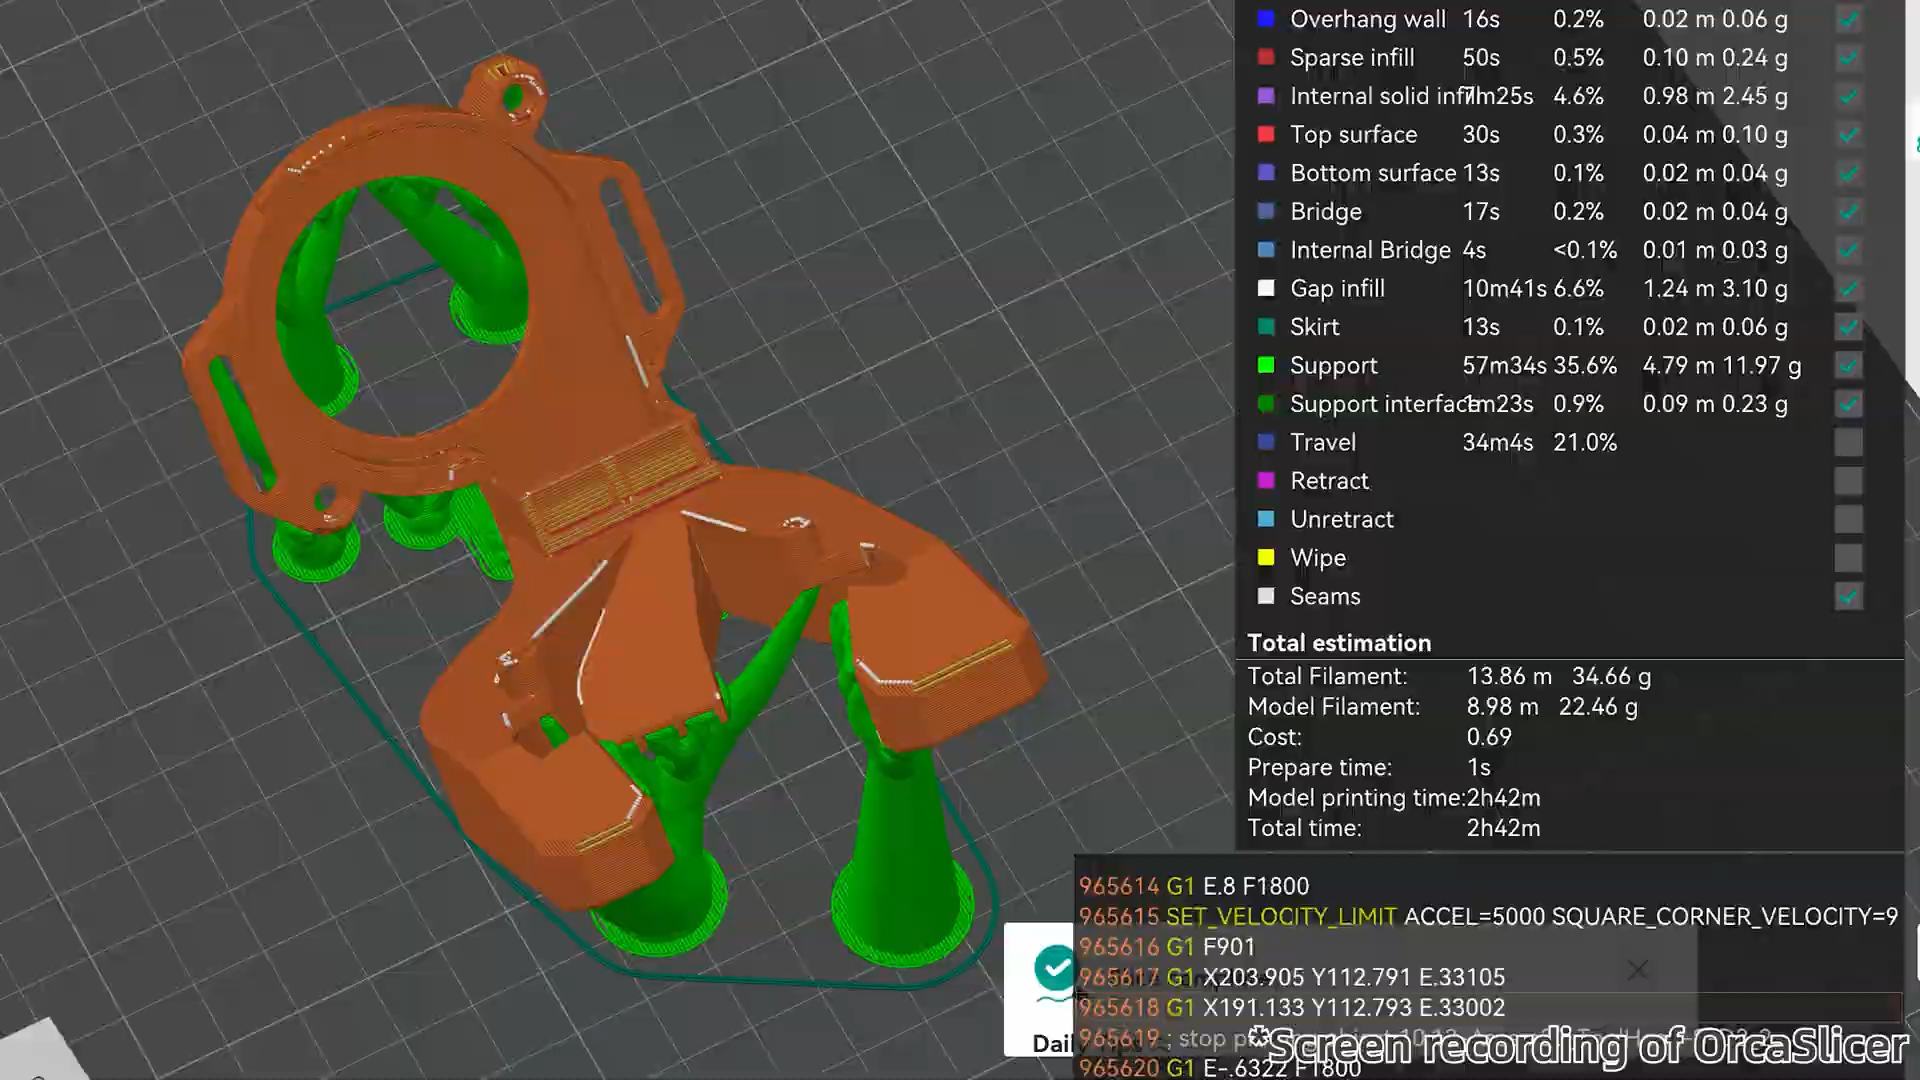 Overhang wall 16s 0.2% 0.02 m 0.06 g
Sparse infill 50s 0.5% 0.10 m 0.24 g
Internal solid infill 7m25s 4.6% 0.98 m 2.45 g
Top surface 30s 0.3% 0.04 m 0.10 g
Bottom surface 13s 0.1% 0.02 m 0.04 g
Bridge 17s 0.2% 0.02 m 0.04 g
Internal Bridge 4s <0.1% 0.01 m 0.03 g
Gap infill 10m41s 6.6% 1.24 m 3.10 g
Skirt 13s 0.1% 0.02 m 0.06 g
Support 57m34s 35.6% 4.79 m 11.97 g
Support interface 1m23s 0.9% 0.09 m 0.23 g
Travel 34m4s 21.0%
Retract
Unretract
Wipe
Seams
Total estimation
Total Filament: 13.86 m 34.66 g
Model Filament: 8.98 m 22.46 g
Cost: 0.69
Prepare time: 1s
Model printing time: 2h42m
Total time: 2h42m
965614 G1 E.8 F1800
965615 SET_VELOCITY_LIMIT ACCEL=5000 SQUARE_CORNER_VELOCITY=9
965616 G1 F901
965617 G1 X203.905 Y112.791 E.33105
965618 G1 X191.133 Y112.793 E.33002
965619 ; stop
965620 G1 E-.6322 F1800
*Screen recording of OrcaSlicer